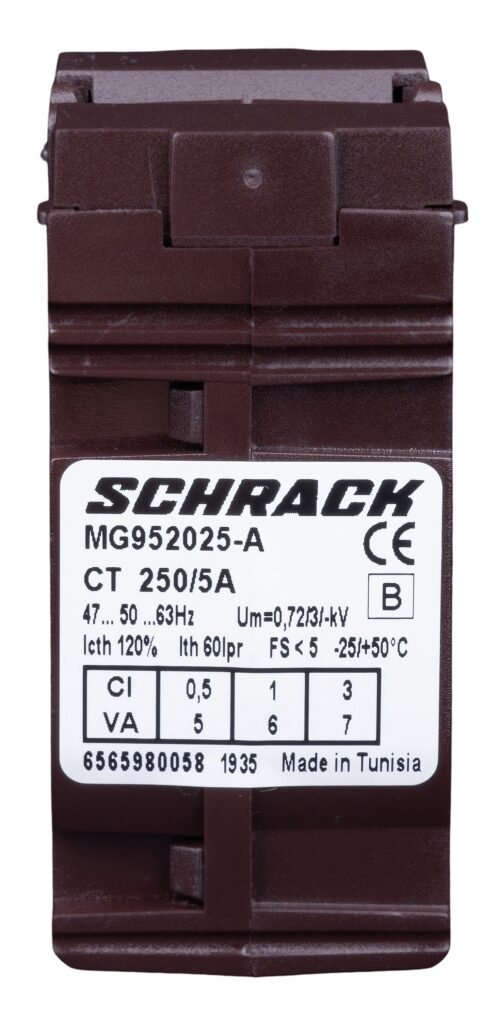 SCHRACK
MG952025-A CE
CT 250/5A B
47... 50 ...63Hz Um=0,72/3/-kV
Icth 120% Ith 60Ipr FS < 5 -25/+50°C
Cl 0,5 1 3
VA 5 6 7
6565980058 1935 Made in Tunisia